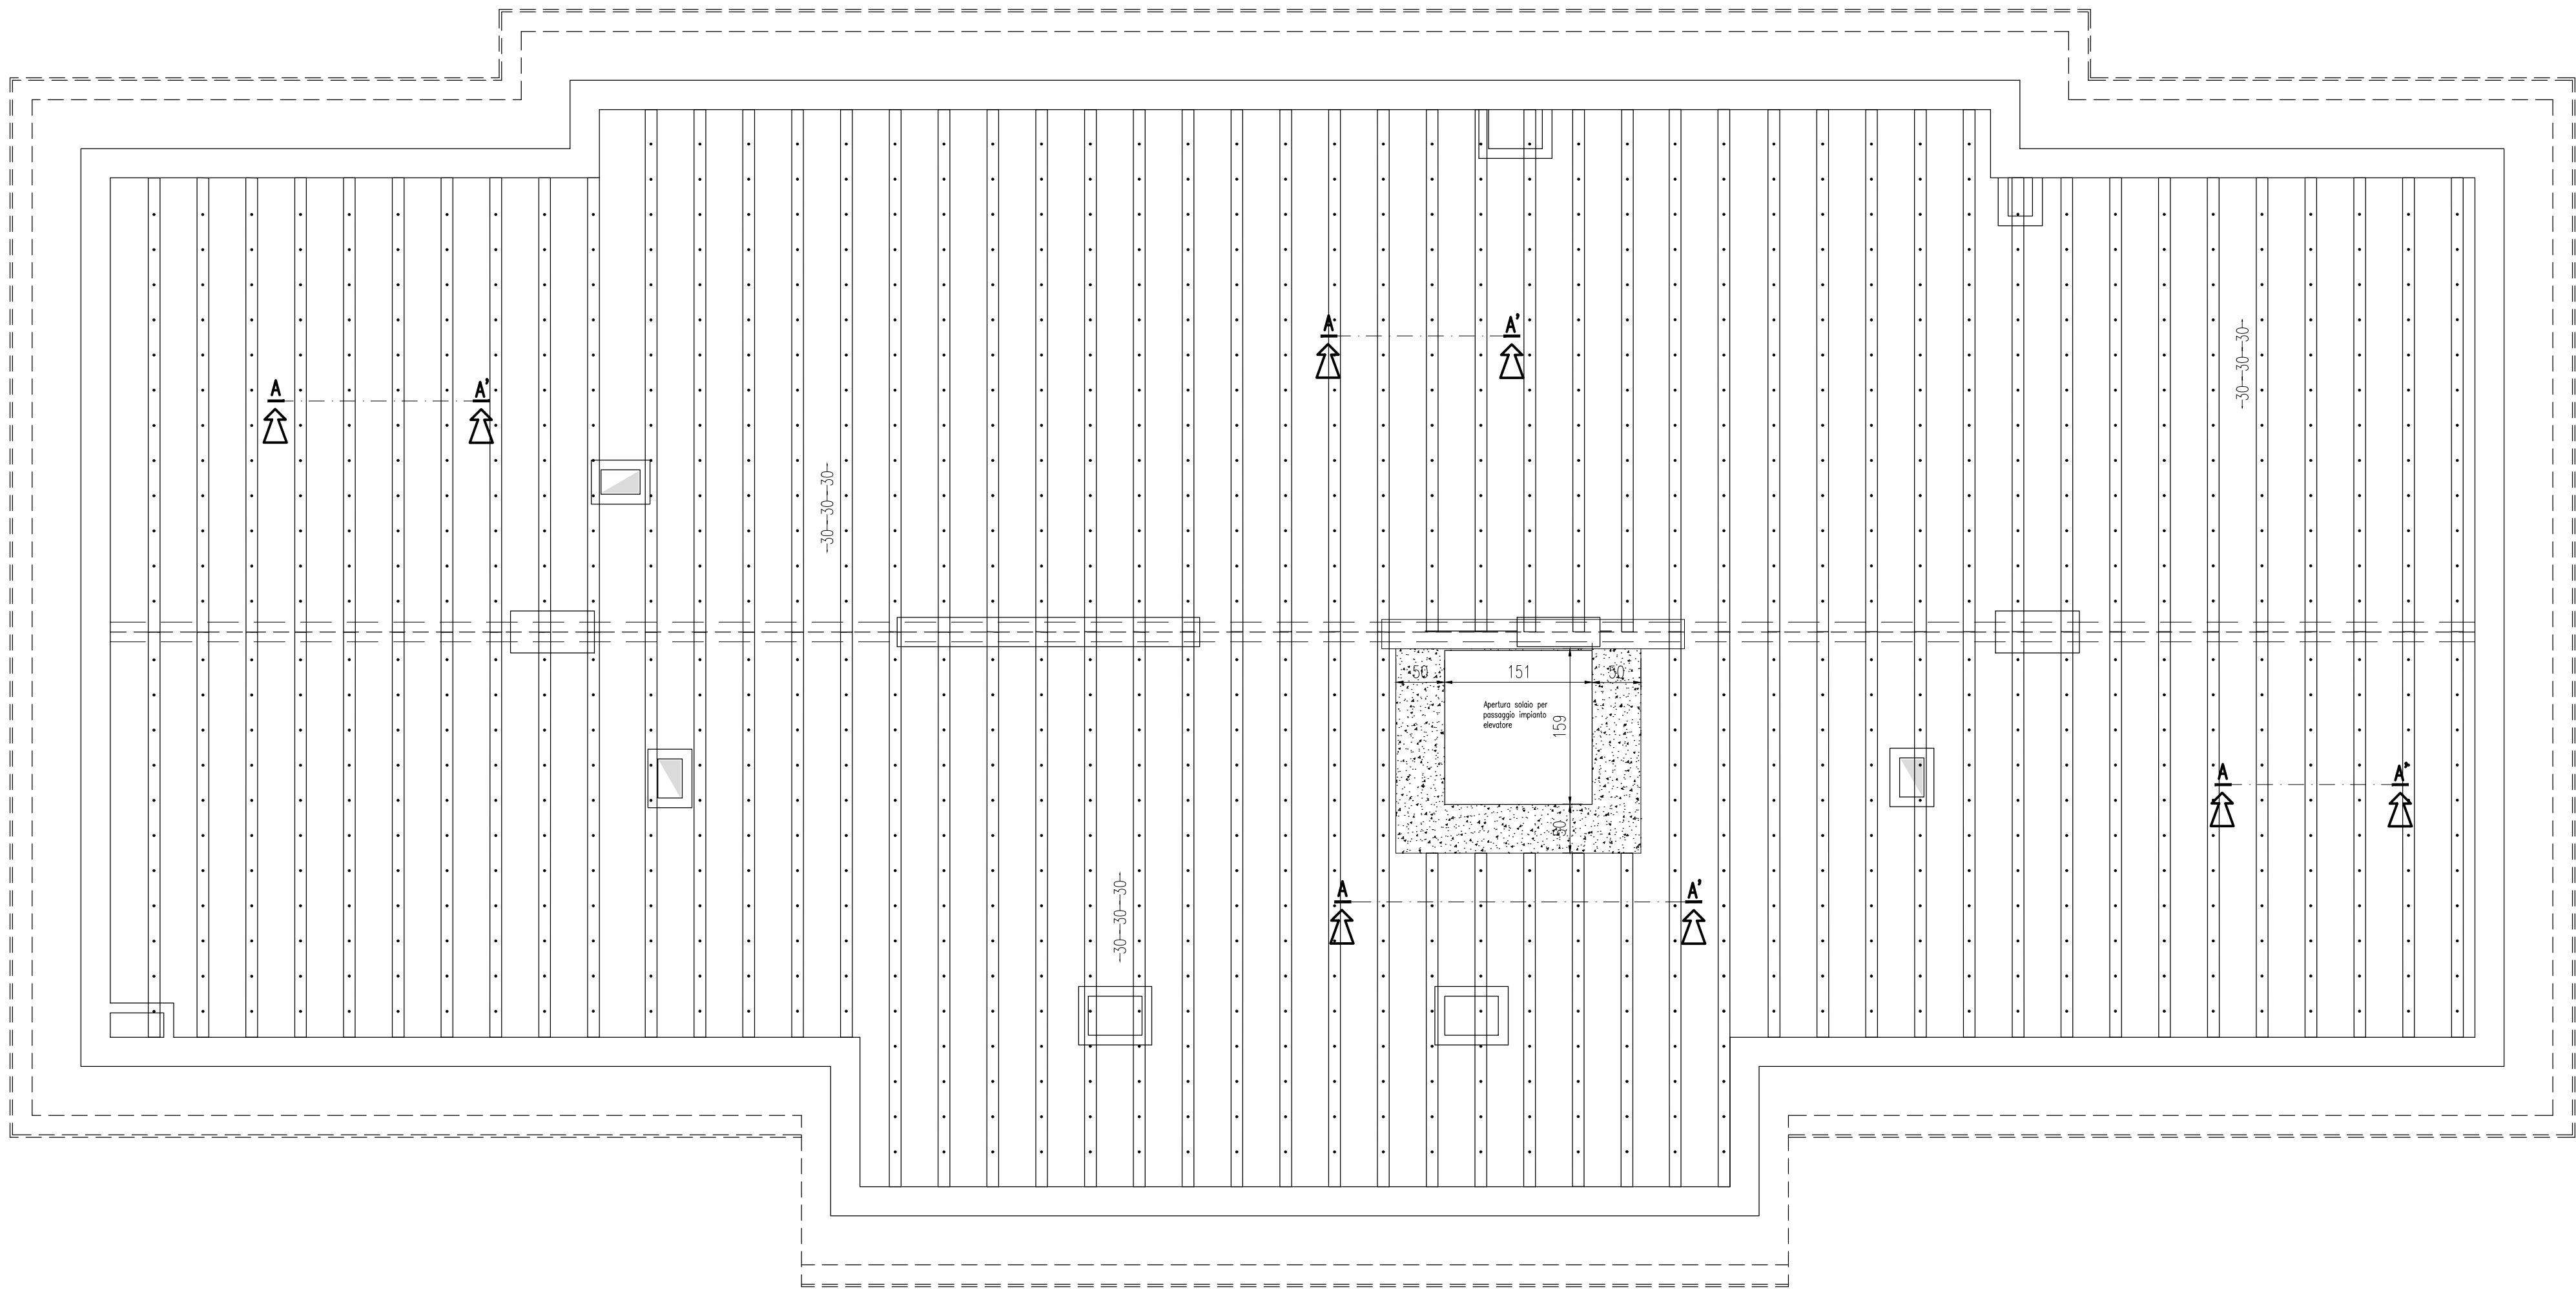 A A'
A A'
-30--30--30-
-30--30--30-
50 151 50
Apertura solaio per
passaggio impianto
elevatore
159
50
A A'
-30--30--30-
A A'